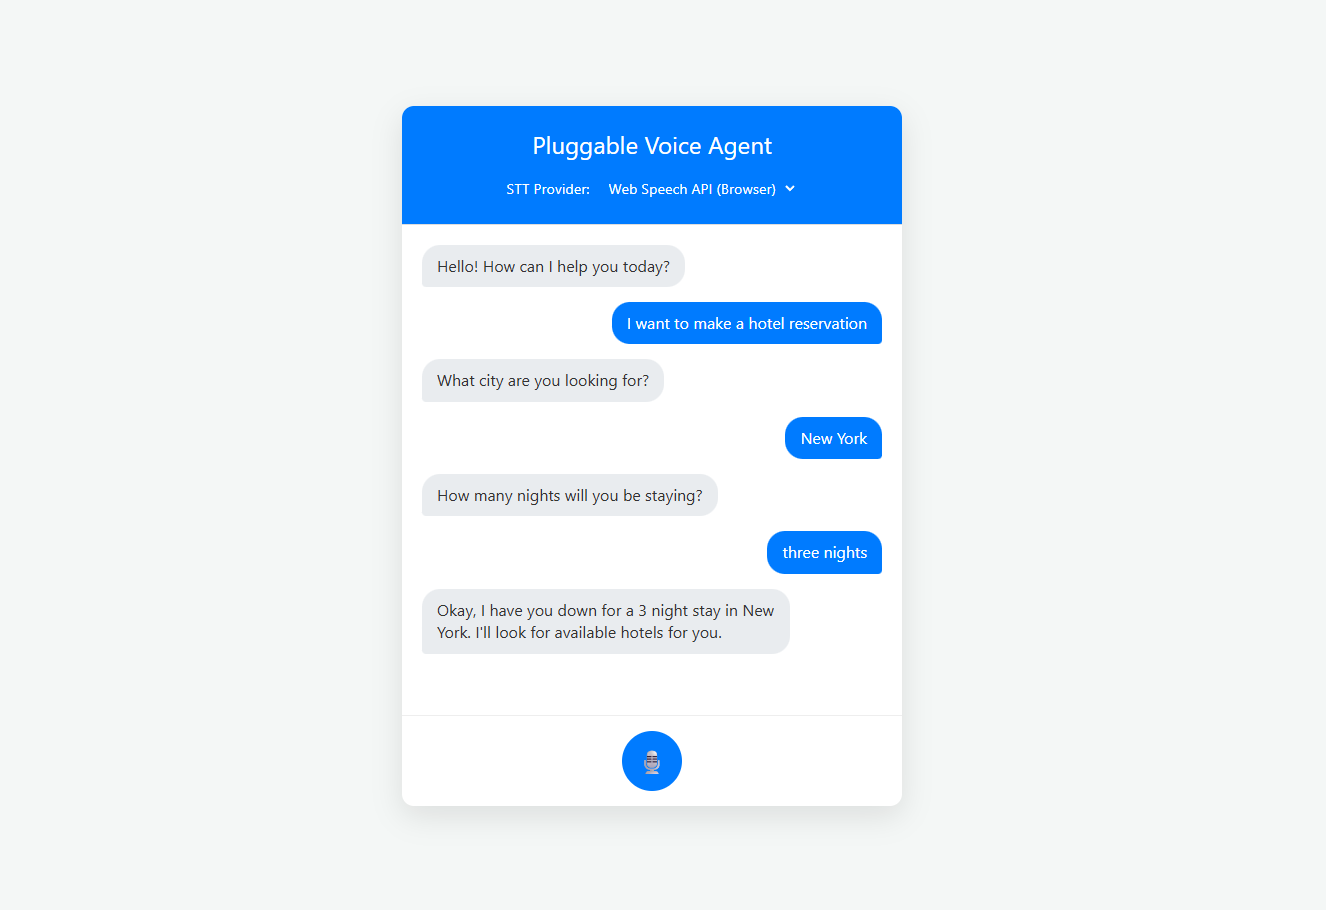 Pluggable Voice Agent
STT Provider: Web Speech API (Browser)
Hello! How can I help you today?
I want to make a hotel reservation
What city are you looking for?
New York
How many nights will you be staying?
three nights
Okay, I have you down for a 3 night stay in New
York. I'll look for available hotels for you.